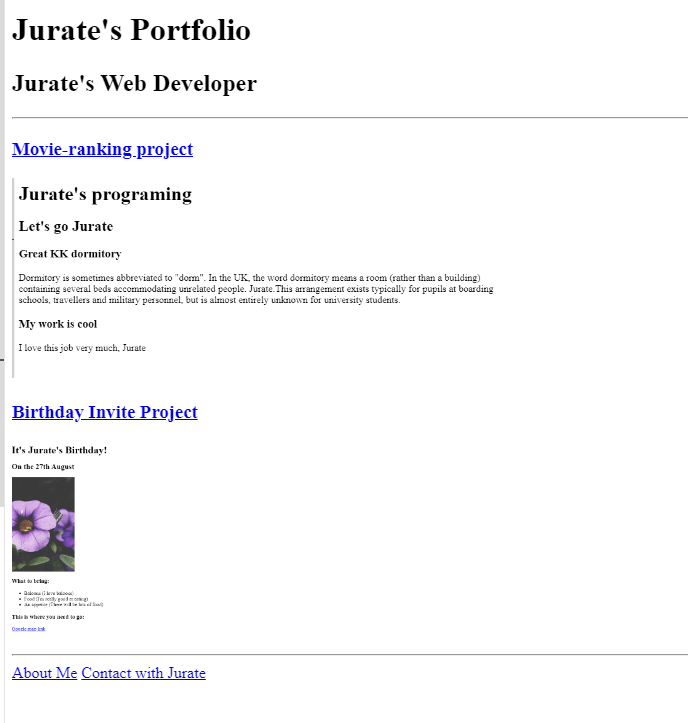 Jurate's Portfolio
Jurate's Web Developer
Movie-ranking project
Jurate's programing
Let's go Jurate
Great KK dormitory
Dormitory is sometimes abbreviated to "dorm". In the UK, the word dormitory means a room (rather than a building)
containing several beds accommodating unrelated people. Jurate.This arrangement exists typically for pupils at boarding
schools, travellers and military personnel, but is almost entirely unknown for university students.
My work is cool
I love this job very much, Jurate
Birthday Invite Project
It's Jurate's Birthday!
On the 27th August
What to bring:
(I love baloons)
Food (I'm really good at eating)
An appetite (There will be lots of food)
This is where you need to go:
Google map link
About Me Contact with Jurate